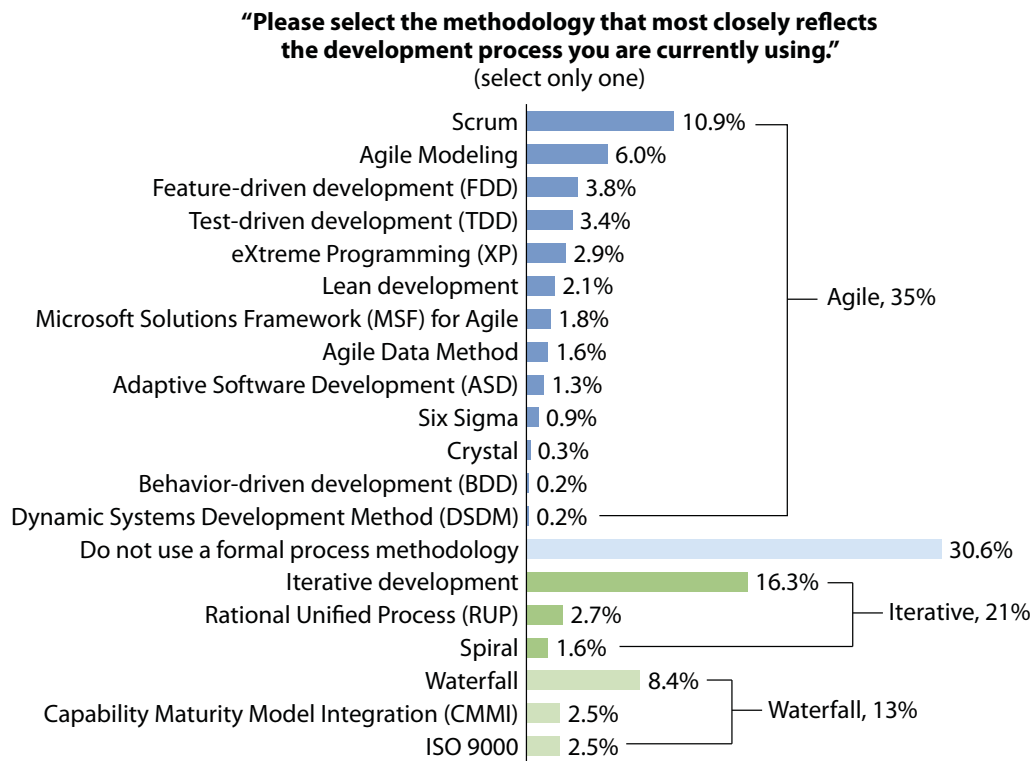 “Please select the methodology that most closely reflects
the development process you are currently using.”
(select only one)
Scrum 10.9%
Agile Modeling 6.0%
Feature-driven development (FDD) 3.8%
Test-driven development (TDD) 3.4%
eXtreme Programming (XP) 2.9%
Lean development 2.1%
Agile, 35%
Microsoft Solutions Framework (MSF) for Agile 1.8%
Agile Data Method 1.6%
Adaptive Software Development (ASD) 1.3%
Six Sigma 0.9%
Crystal 0.3%
Behavior-driven development (BDD) 0.2%
Dynamic Systems Development Method (DSDM) 0.2%
Do not use a formal process methodology 30.6%
Iterative development 16.3%
Rational Unified Process (RUP) 2.7%
Iterative, 21%
Spiral 1.6%
Waterfall 8.4%
Capability Maturity Model Integration (CMMI) 2.5%
Waterfall, 13%
ISO 9000 2.5%